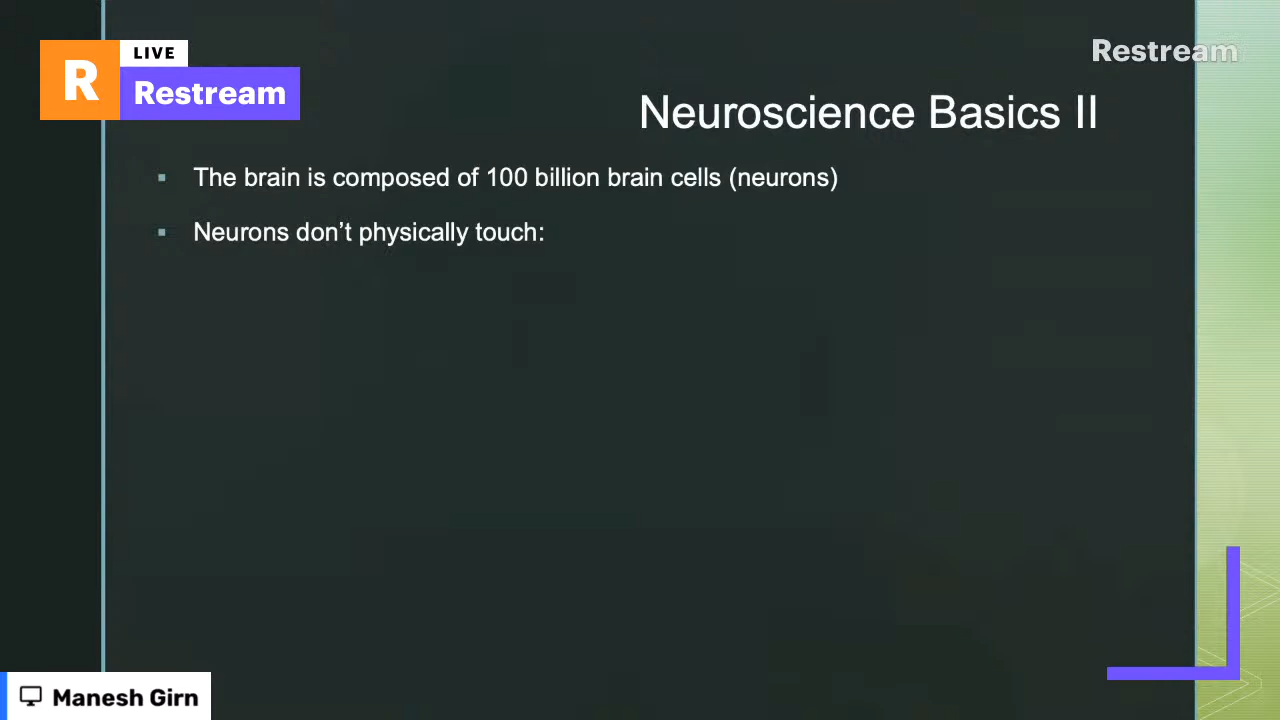 R
LIVE
Restream
Restream
Neuroscience Basics II
▪ The brain is composed of 100 billion brain cells (neurons)
▪ Neurons don’t physically touch:
Manesh Girn